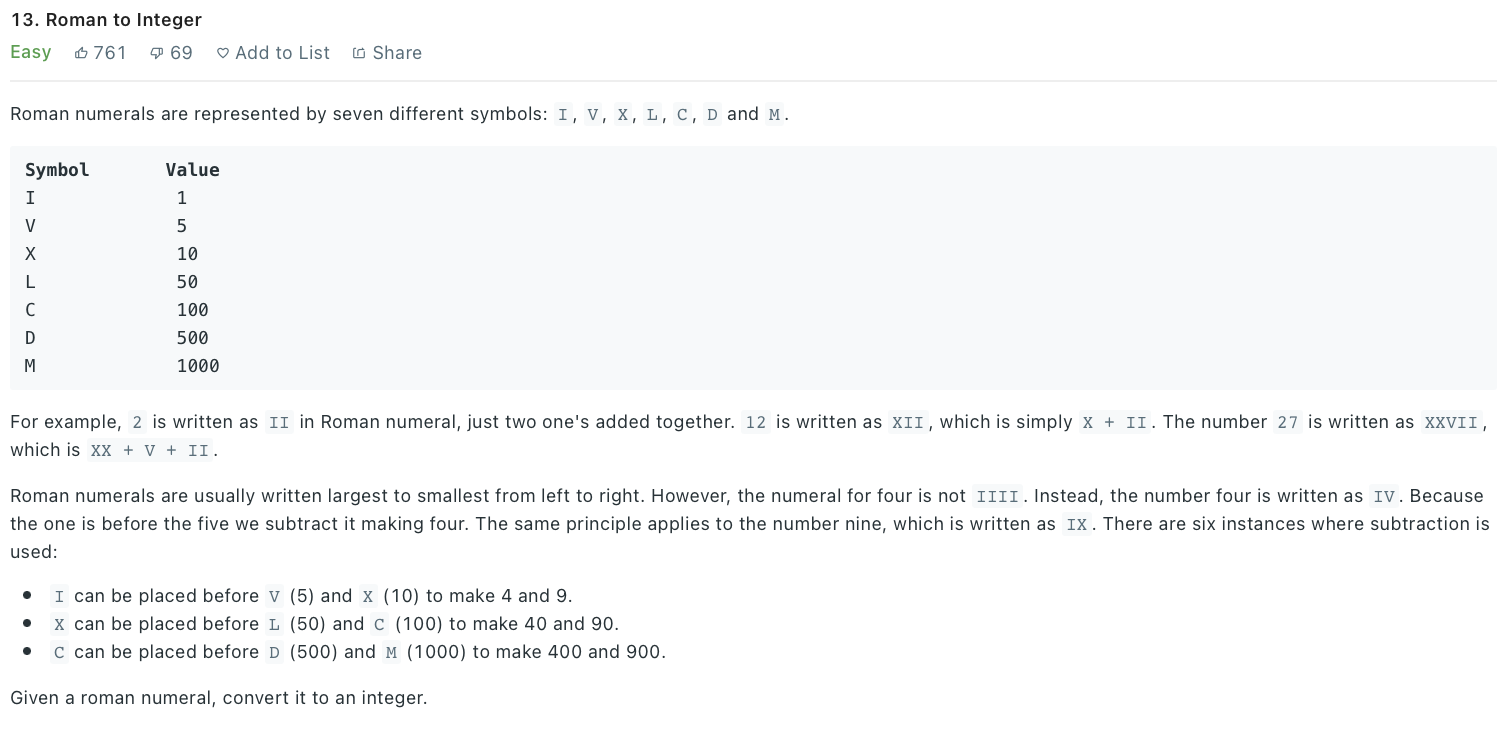 13. Roman to Integer
Easy 761 69 Add to List Share
Roman numerals are represented by seven different symbols: I, V, X, L, C, D and M.
Symbol Value
I 1
V 5
X 10
L 50
C 100
D 500
M 1000
For example, 2 is written as II in Roman numeral, just two one's added together. 12 is written as XII, which is simply X + II. The number 27 is written as XXVII,
which is XX + V + II.
Roman numerals are usually written largest to smallest from left to right. However, the numeral for four is not IIII. Instead, the number four is written as IV. Because
the one is before the five we subtract it making four. The same principle applies to the number nine, which is written as IX. There are six instances where subtraction is
used:
• I can be placed before V (5) and X (10) to make 4 and 9.
• X can be placed before L (50) and C (100) to make 40 and 90.
• C can be placed before D (500) and M (1000) to make 400 and 900.
Given a roman numeral, convert it to an integer.